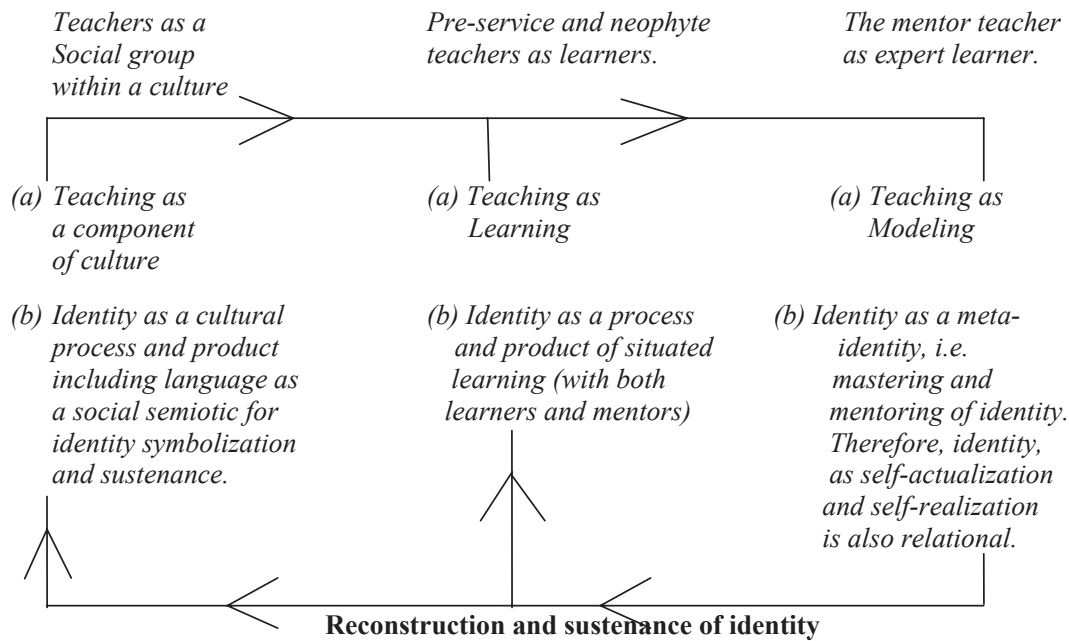 Teachers as a
Social group
within a culture
Pre-service and neophyte
teachers as learners.
The mentor teacher
as expert learner.
(a) Teaching as
a component
of culture
(a) Teaching as
Learning
(a) Teaching as
Modeling
(b) Identity as a cultural
process and product
including language as
a social semiotic for
identity symbolization
and sustenance.
(b) Identity as a process
and product of situated
learning (with both
learners and mentors)
(b) Identity as a meta-
identity, i.e.
mastering and
mentoring of identity.
Therefore, identity,
as self-actualization
and self-realization
is also relational.
Reconstruction and sustenance of identity